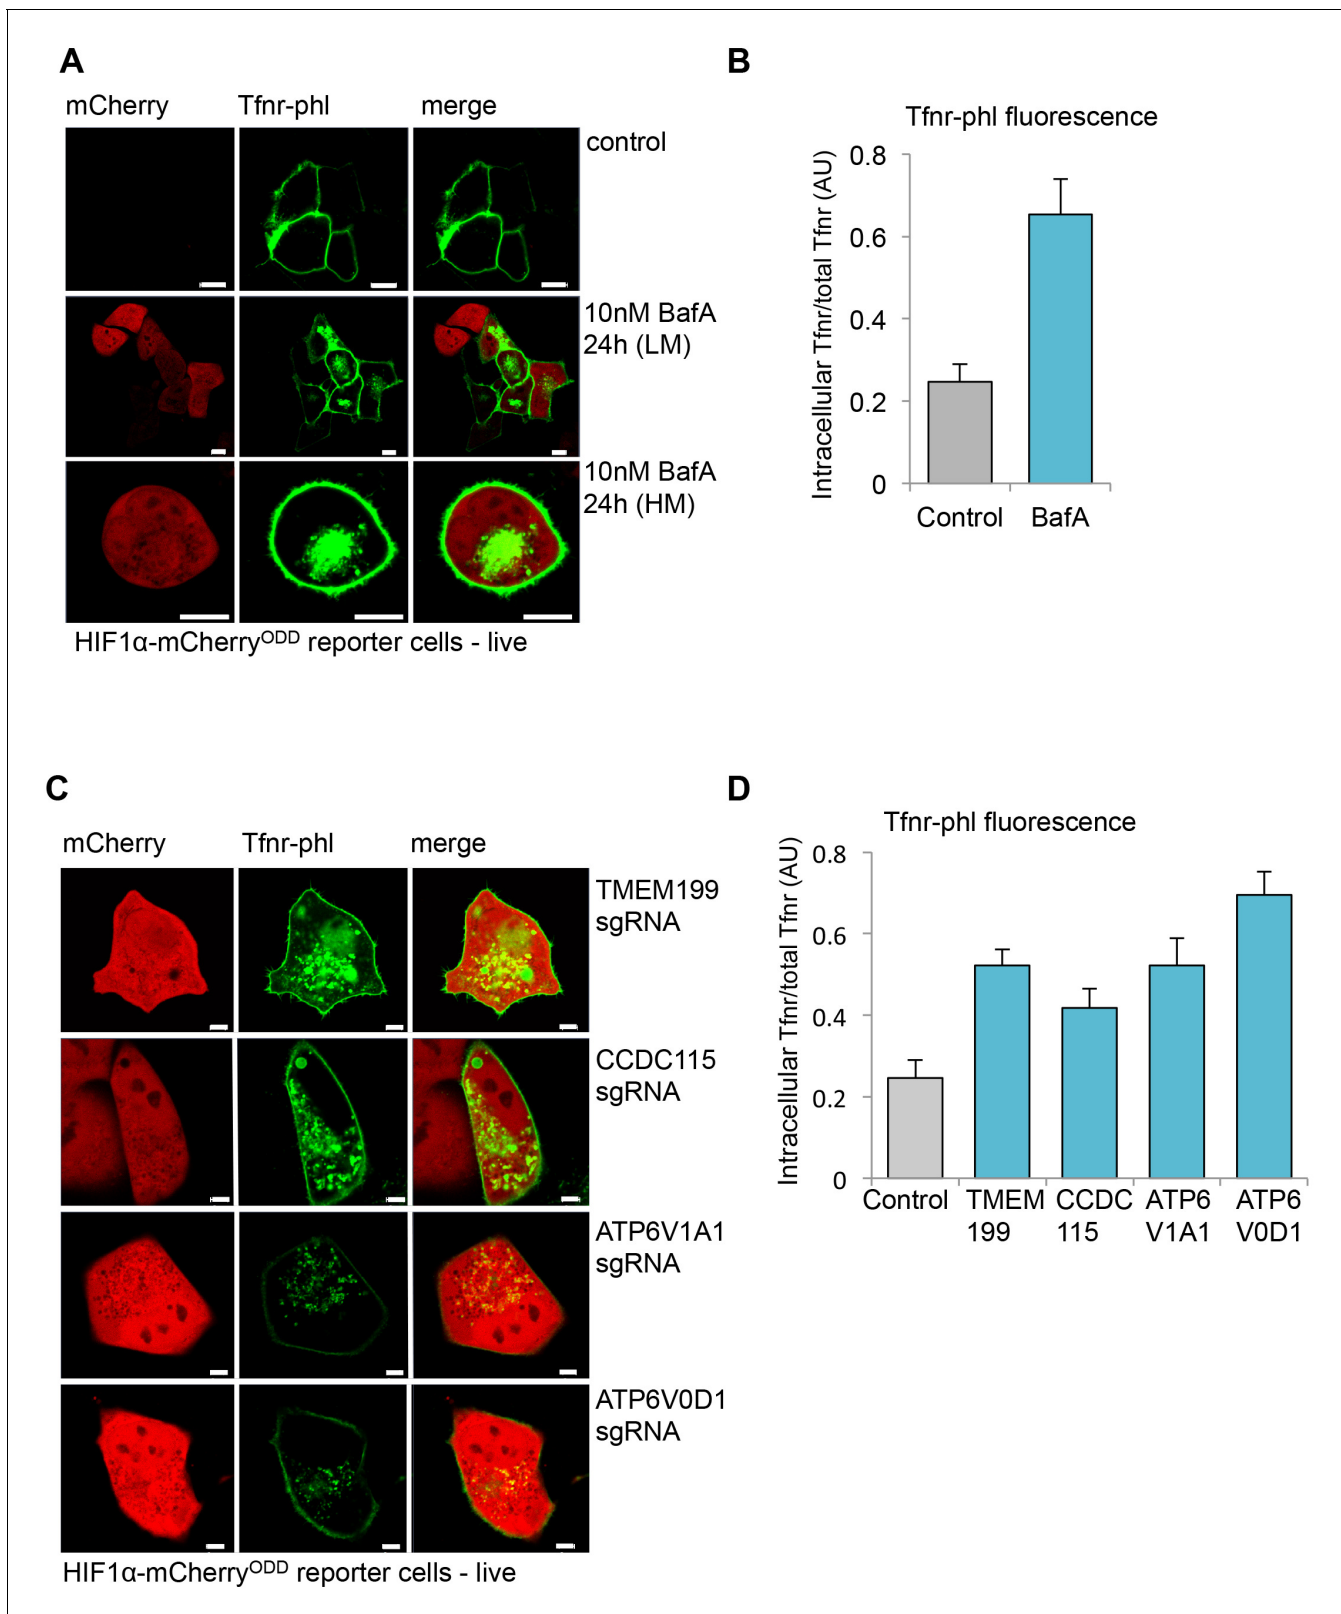 A
mCherry Tfnr-phl merge
control
10nM BafA
24h (LM)
10nM BafA
24h (HM)
HIF1α-mCherryODD reporter cells - live
B
Tfnr-phl fluorescence
Intracellular Tfnr/total Tfnr (AU)
0.8
0.6
0.4
0.2
0
Control BafA
C
mCherry Tfnr-phl merge
TMEM199
sgRNA
CCDC115
sgRNA
ATP6V1A1
sgRNA
ATP6V0D1
sgRNA
HIF1α-mCherryODD reporter cells - live
D
Tfnr-phl fluorescence
Intracellular Tfnr/total Tfnr (AU)
0.8
0.6
0.4
0.2
0
Control TMEM CCDC ATP6 ATP6
199 115 V1A1 V0D1